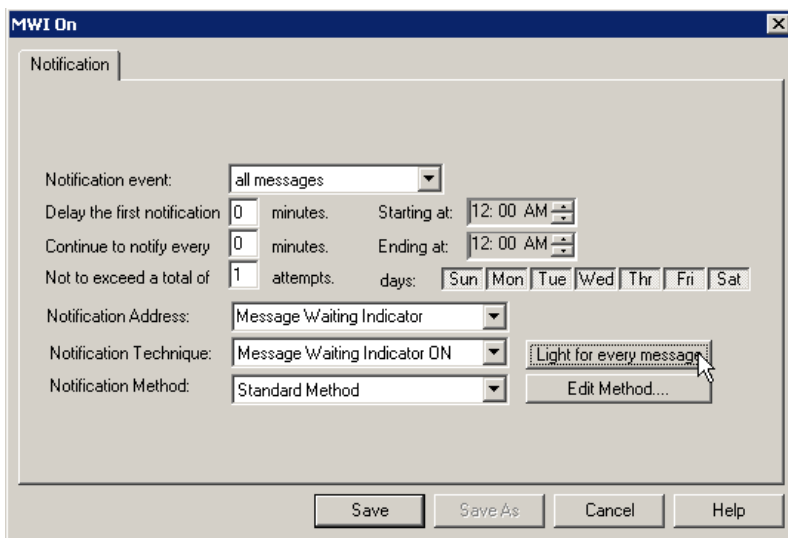 MWI On
Notification
Notification event: all messages
Delay the first notification 0 minutes. Starting at: 12: 00 AM
Continue to notify every 0 minutes. Ending at: 12: 00 AM
Not to exceed a total of 1 attempts. days: Sun Mon Tue Wed Thr Fri Sat
Notification Address: Message Waiting Indicator
Notification Technique: Message Waiting Indicator ON Light for every message
Notification Method: Standard Method Edit Method....
Save Save As Cancel Help